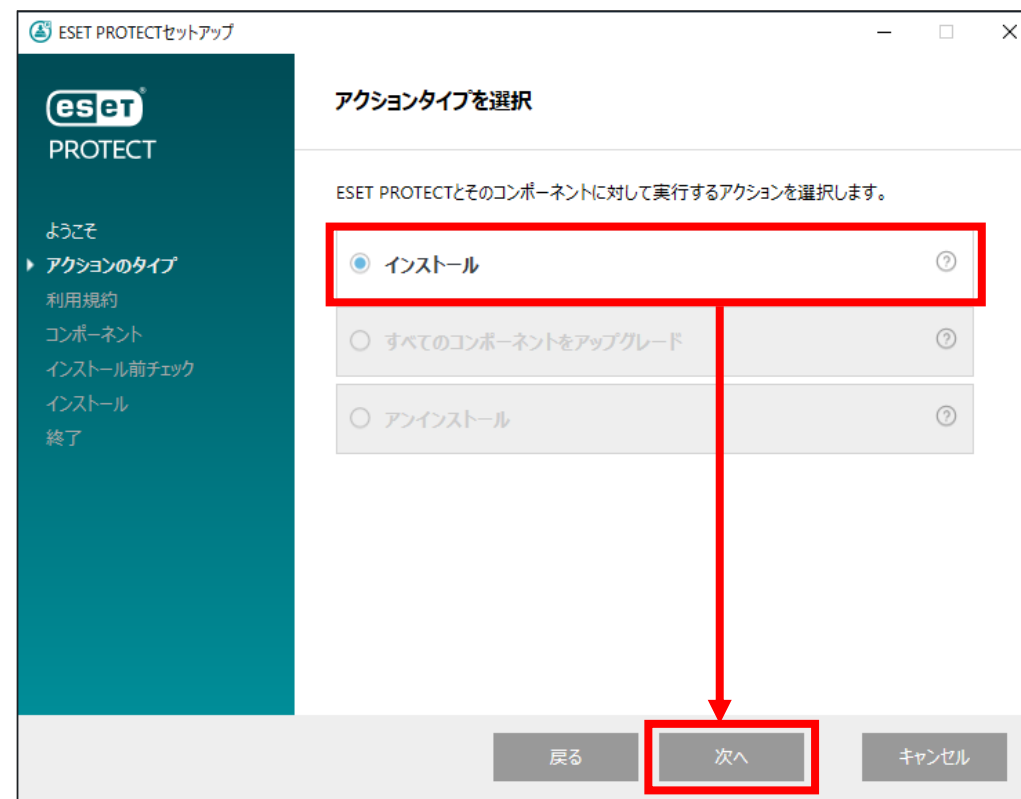 ESET PROTECTセットアップ
eset
PROTECT
アクションタイプを選択
ESET PROTECTとそのコンポーネントに対して実行するアクションを選択します。
ようこそ
アクションのタイプ
利用規約
コンポーネント
インストール前チェック
インストール
終了
インストール
すべてのコンポーネントをアップグレード
アンインストール
戻る
次へ
キャンセル